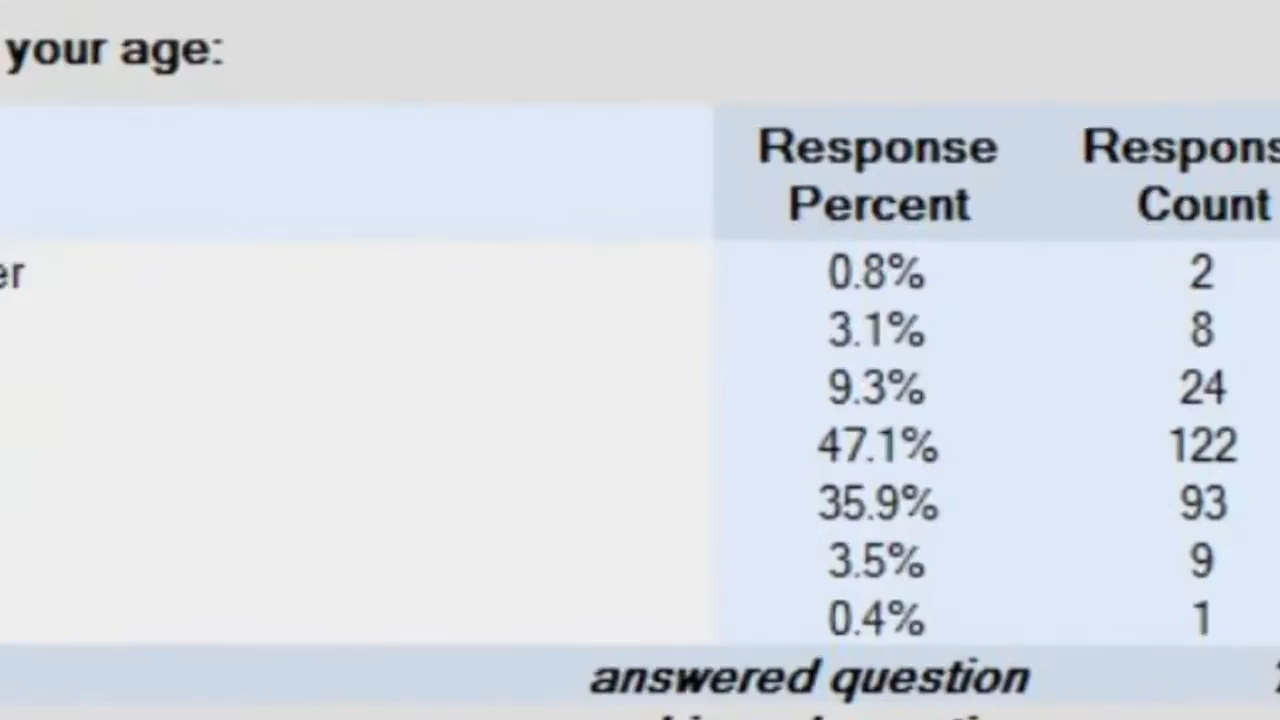 your age:
Response Respons
Percent Count
er 0.8% 2
3.1% 8
9.3% 24
47.1% 122
35.9% 93
3.5% 9
0.4% 1
answered question